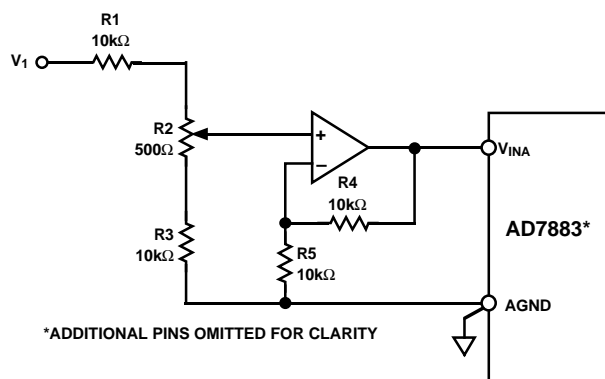 R1
10kΩ
V1
R2
500Ω
+
–
VINA
R4
10kΩ
AD7883*
R3
10kΩ
R5
10kΩ
AGND
*ADDITIONAL PINS OMITTED FOR CLARITY